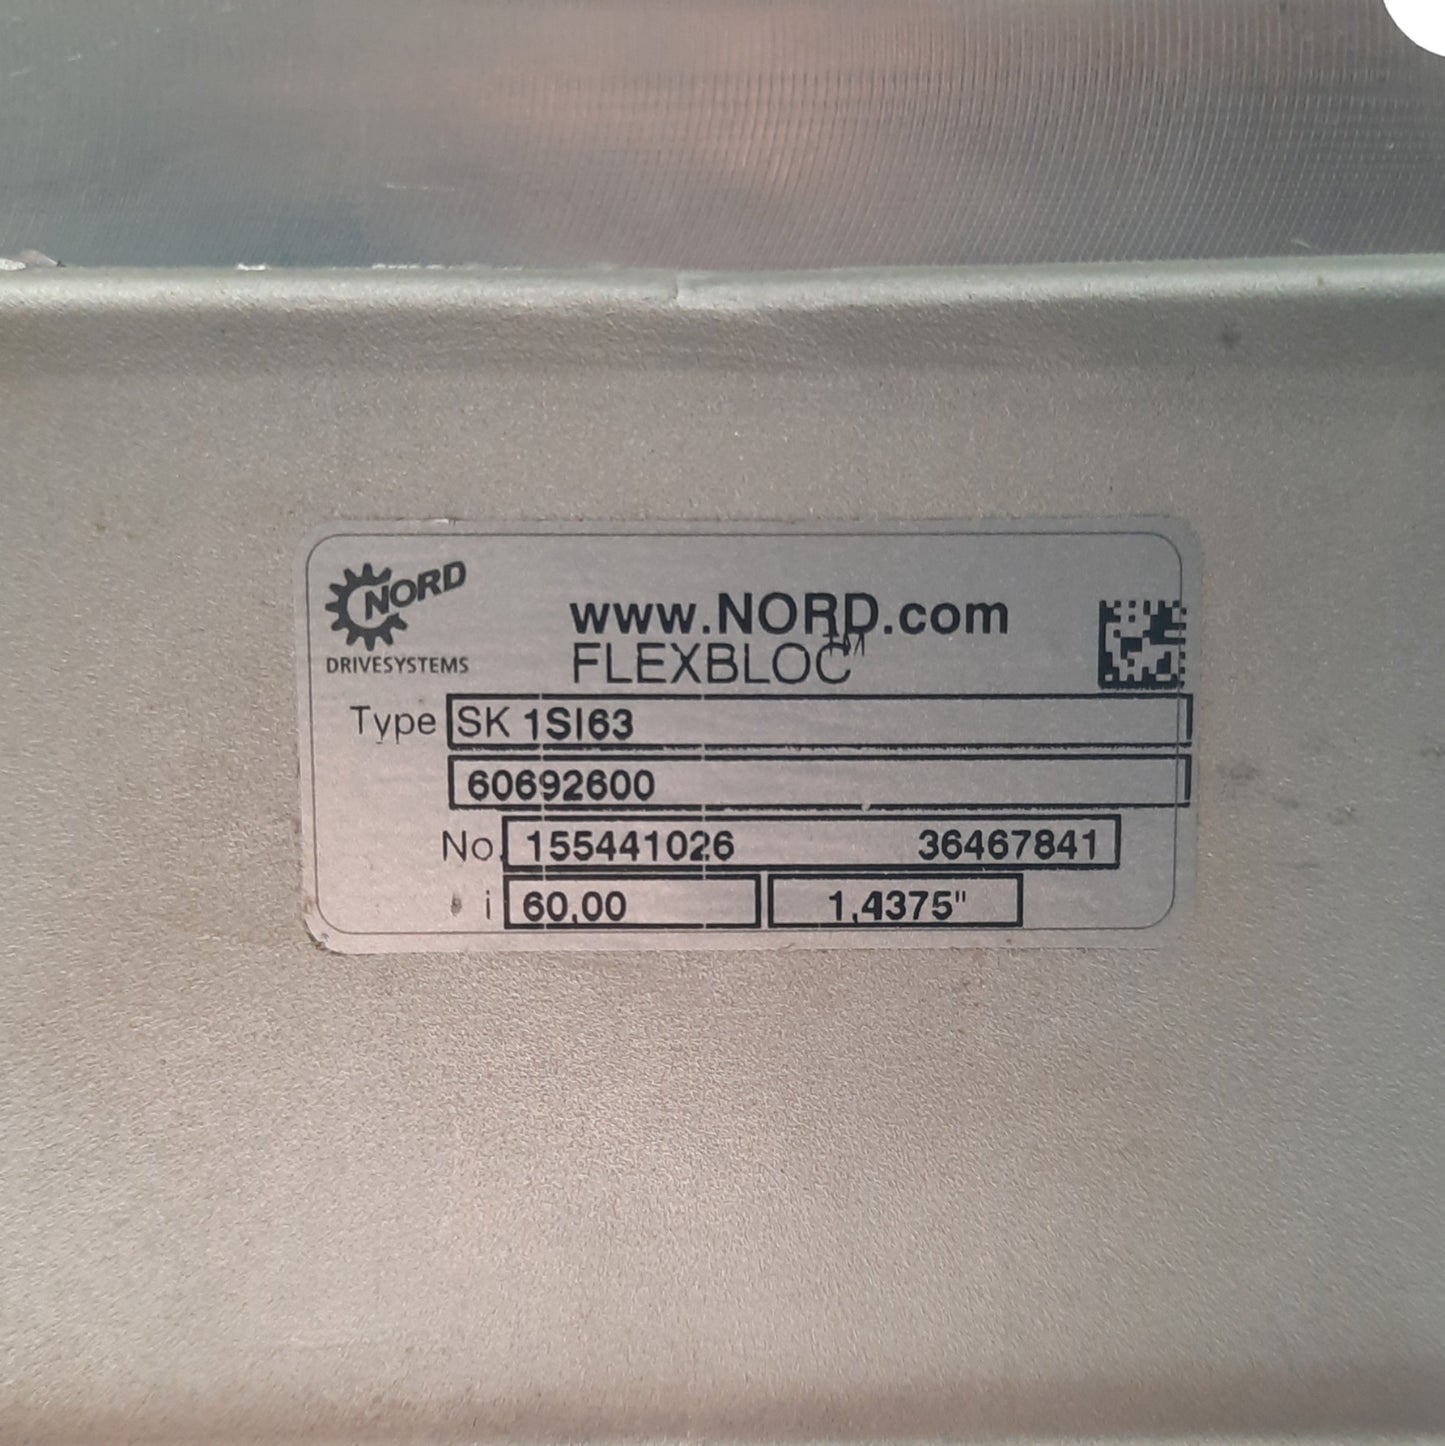 NORD
DRIVESYSTEMS
www.NORD.com
FLEXBLOC™
Type SK 1SI63
60692600
No. 155441026 36467841
i 60,00 1,4375"